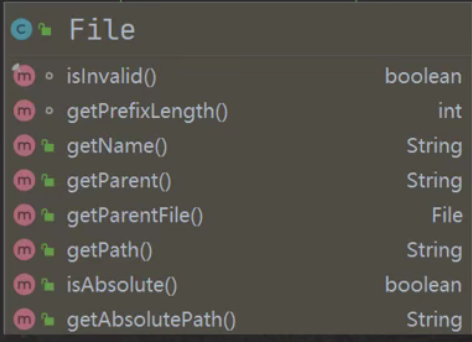 C File
m isInvalid() boolean
m getPrefixLength() int
m getName() String
m getParent() String
m getParentFile() File
m getPath() String
m isAbsolute() boolean
m getAbsolutePath() String